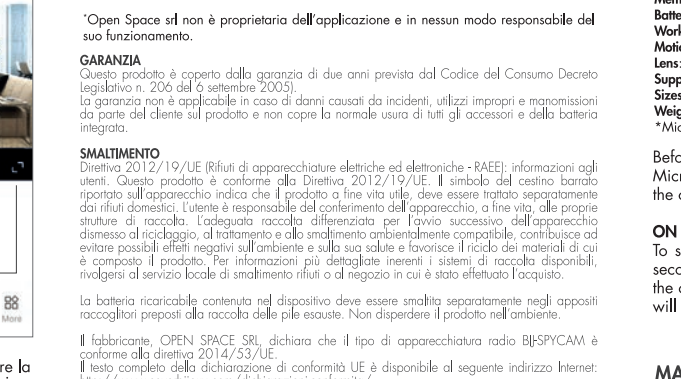 *Open Space srl non è proprietaria dell'applicazione e in nessun modo responsabile del
suo funzionamento.
GARANZIA
Questo prodotto è coperto dalla garanzia di due anni prevista dal Codice del Consumo Decreto
Legislativo n. 206 del 6 settembre 2005).
La garanzia non è applicabile in caso di danni causati da incidenti, utilizzi impropri e manomissioni
da parte del cliente sul prodotto e non copre la normale usura di tutti gli accessori e della batteria
integrata.
SMALTIMENTO
Direttiva 2012/19/UE (Rifiuti di apparecchiature elettriche ed elettroniche - RAEE): informazioni agli
utenti. Questo prodotto è conforme alla Direttiva 2012/19/UE. Il simbolo del cestino barrato
riportato sull'apparecchio indica che il prodotto a fine vita utile, deve essere trattato separatamente
dai rifiuti domestici. L'utente è responsabile del conferimento dell'apparecchio, a fine vita, alle proprie
strutture di raccolta. L'adeguata raccolta differenziata per l'avvio successivo dell'apparecchio
dismesso al riciclaggio, al trattamento e allo smaltimento ambientalmente compatibile, contribuisce ad
evitare possibili effetti negativi sull'ambiente e sulla sua salute e favorisce il riciclo dei materiali di cui
è composto il prodotto. Per informazioni più dettagliate inerenti i sistemi di raccolta disponibili,
rivolgersi al servizio locale di smaltimento rifiuti o al negozio in cui è stato effettuato l'acquisto.
La batteria ricaricabile contenuta nel dispositivo deve essere smaltita separatamente negli appositi
raccoglitori preposti alla raccolta delle pile esauste. Non disperdere il prodotto nell'ambiente.
Il fabbricante, OPEN SPACE SRL, dichiara che il tipo di apparecchiatura radio BIJ-SPYCAM è
conforme alla direttiva 2014/53/UE.
Il testo completo della dichiarazione di conformità UE è disponibile al seguente indirizzo Internet:
More
re la
Batte
Work
Motio
Lens:
Supp
Sizes
Weig
*Mic
Befo
Micr
the c
ON
To s
seco
the c
will
MA